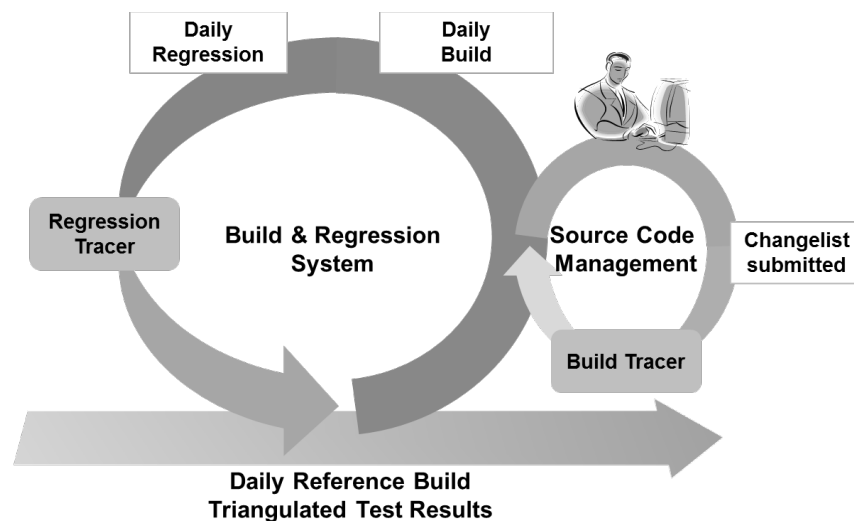 Daily
Regression
Daily
Build
Regression
Tracer
Build & Regression
System
Source Code
Management
Changelist
submitted
Build Tracer
Daily Reference Build
Triangulated Test Results